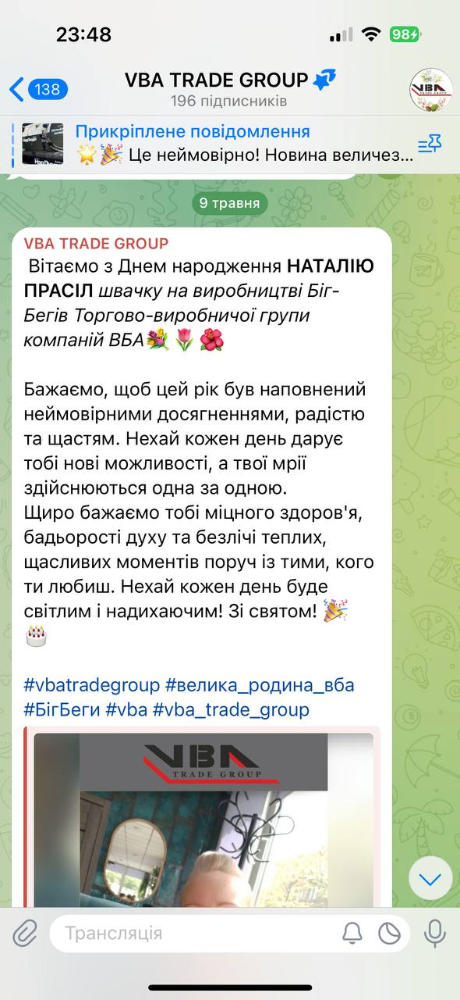 23:48
98
138
VBA TRADE GROUP
196 підписників
Прикріплене повідомлення
🌟🎉 Це неймовірно! Новина величез...
9 травня
VBA TRADE GROUP
Вітаємо з Днем народження НАТАЛІЮ
ПРАСІЛ швачку на виробництві Біг-
Бегів Торгово-виробничої групи
компаній ВБА💐🌷🌺
Бажаємо, щоб цей рік був наповнений
неймовірними досягненнями, радістю
та щастям. Нехай кожен день дарує
тобі нові можливості, а твої мрії
здійснюються одна за одною.
Щиро бажаємо тобі міцного здоров'я,
бадьорості духу та безлічі теплих,
щасливих моментів поруч із тими, кого
ти любиш. Нехай кожен день буде
світлим і надихаючим! Зі святом! 🎉
🎂
#vbatradegroup #велика_родина_вба
#БігБеги #vba #vba_trade_group
VBA
TRADE GROUP
Трансляція